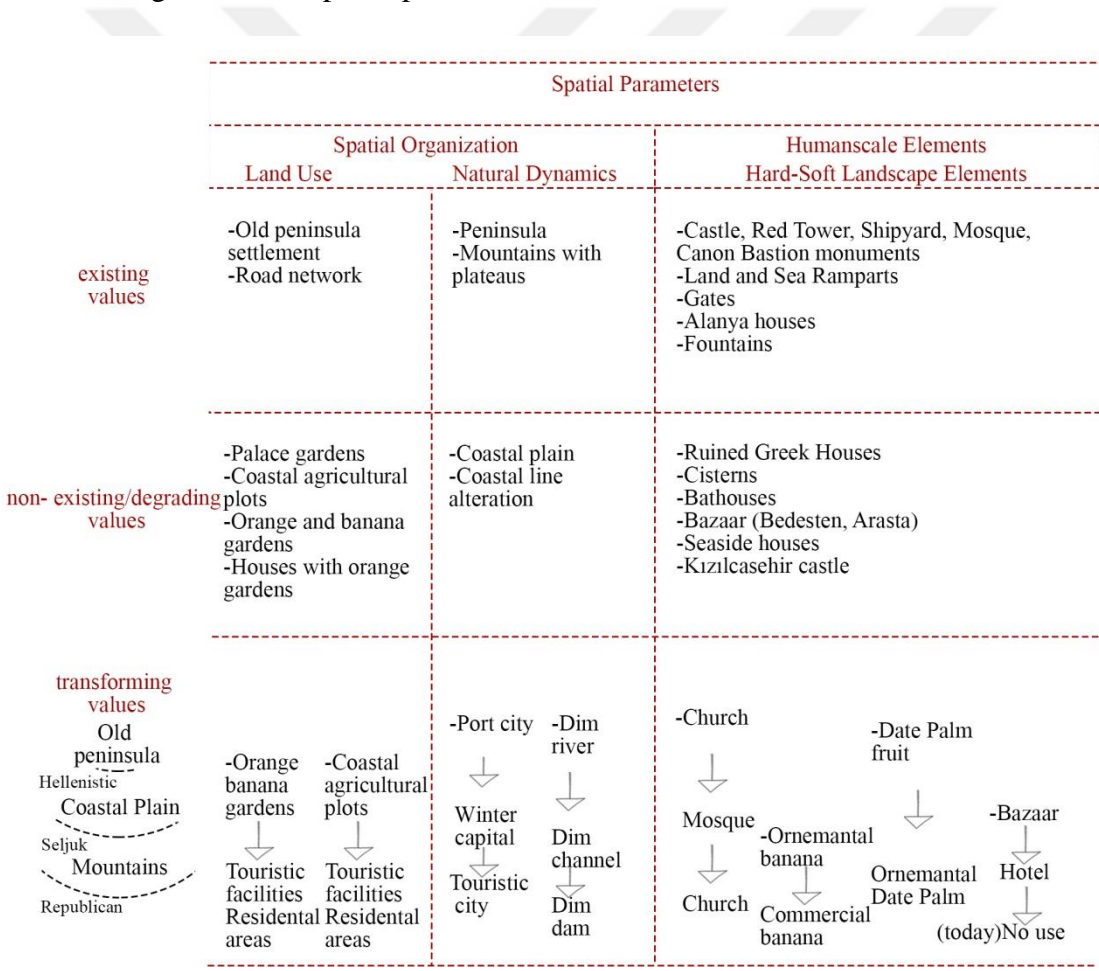 Spatial Parameters
Spatial Organization
Humanscale Elements
Land Use
Natural Dynamics
Hard-Soft Landscape Elements
existing
values
-Old peninsula
settlement
-Road network
-Peninsula
-Mountains with
plateaus
-Castle, Red Tower, Shipyard, Mosque,
Canon Bastion monuments
-Land and Sea Ramparts
-Gates
-Alanya houses
-Fountains
non- existing/degrading
values
-Palace gardens
-Coastal agricultural
plots
-Orange and banana
gardens
-Houses with orange
gardens
-Coastal plain
-Coastal line
alteration
-Ruined Greek Houses
-Cisterns
-Bathouses
-Bazaar (Bedesten, Arasta)
-Seaside houses
-Kızılcasehir castle
transforming
values
Old
peninsula
Hellenistic
Coastal Plain
Seljuk
Mountains
Republican
-Orange
banana
gardens
Touristic
facilities
Residental
areas
-Coastal
agricultural
plots
Touristic
facilities
Residental
areas
-Port city
Winter
capital
Touristic
city
-Dim
river
Dim
channel
Dim
dam
-Church
Mosque
Church
-Ornemantal
banana
Commercial
banana
-Date Palm
fruit
Ornemantal
Date Palm
-Bazaar
Hotel
(today)No use